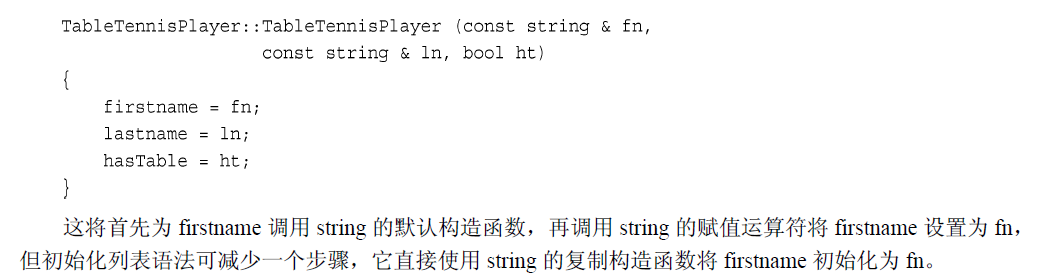 TableTennisPlayer::TableTennisPlayer (const string & fn,
const string & ln, bool ht)
{
firstname = fn;
lastname = ln;
hasTable = ht;
}
这将首先为 firstname 调用 string 的默认构造函数，再调用 string 的赋值运算符将 firstname 设置为 fn，
但初始化列表语法可减少一个步骤，它直接使用 string 的复制构造函数将 firstname 初始化为 fn。